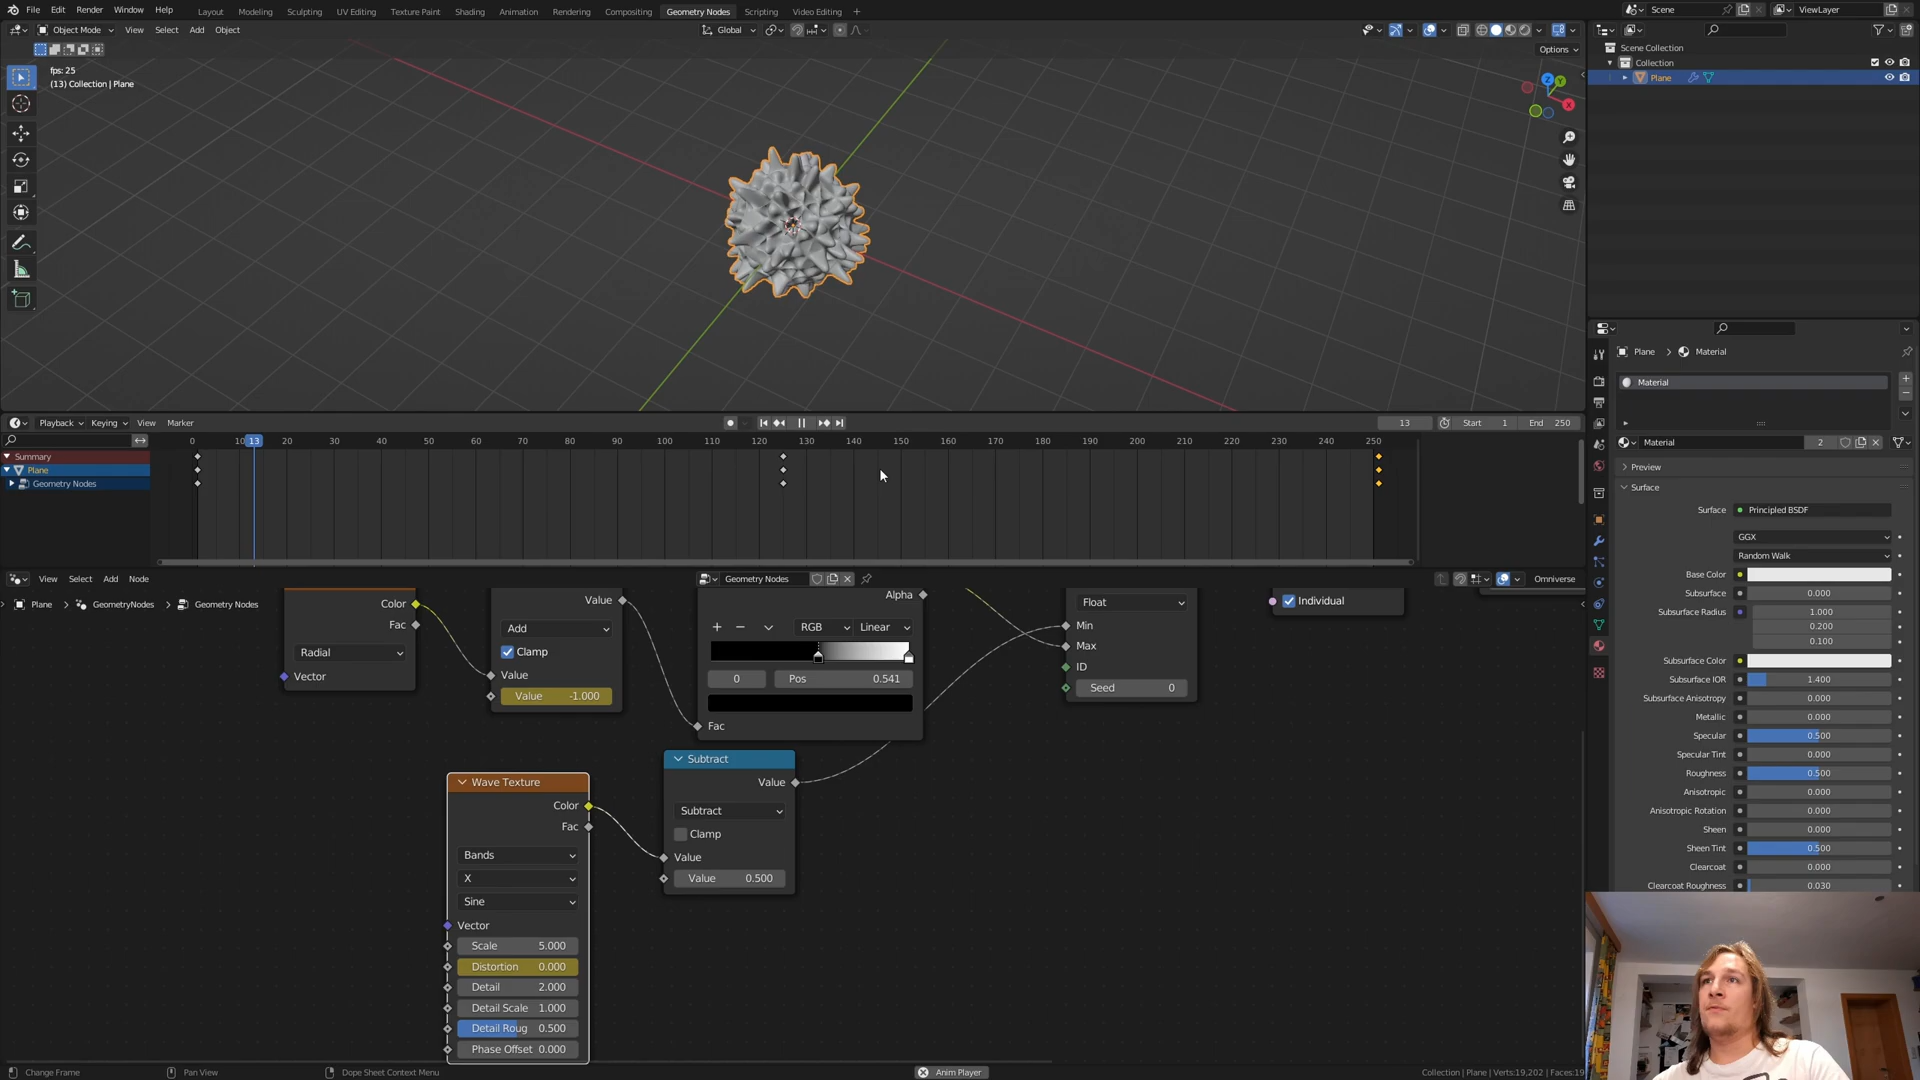 File Edit Render Window Help Layout Modeling Sculpting UV Editing Texture Paint Shading Animation Rendering Compositing Geometry Nodes Scripting Video Editing + Scene ViewLayer
Object Mode View Select Add Object Global
Options
fps: 25
(13) Collection | Plane
Z Y X
Scene Collection
Collection
Plane
Playback Keying View Marker 13 Start 1 End 250
0 10 13 20 30 40 50 60 70 80 90 100 110 120 130 140 150 160 170 180 190 200 210 220 230 240 250
Summary
Plane
Geometry Nodes
View Select Add Node Geometry Nodes Omniverse
Plane GeometryNodes Geometry Nodes
Color
Fac
Radial
Vector
Value
Add
Clamp
Value
Value -1.000
Alpha
RGB Linear
0 Pos 0.541
Fac
Float
Min
Max
ID
Seed 0
Individual
Subtract
Value
Subtract
Clamp
Value
Value 0.500
Wave Texture
Color
Fac
Bands
X
Sine
Vector
Scale 5.000
Distortion 0.000
Detail 2.000
Detail Scale 1.000
Detail Roug 0.500
Phase Offset 0.000
Plane Material
Material
Material 2
Preview
Surface
Surface Principled BSDF
GGX
Random Walk
Base Color
Subsurface 0.000
Subsurface Radius 1.000
0.200
0.100
Subsurface Color
Subsurface IOR 1.400
Subsurface Anisotropy 0.000
Metallic 0.000
Specular 0.500
Specular Tint 0.000
Roughness 0.500
Anisotropic 0.000
Anisotropic Rotation 0.000
Sheen 0.000
Sheen Tint 0.500
Clearcoat 0.000
Clearcoat Roughness 0.030
Change Frame Pan View Dope Sheet Context Menu Anim Player Collection | Plane | Verts:19,202 | Faces:19